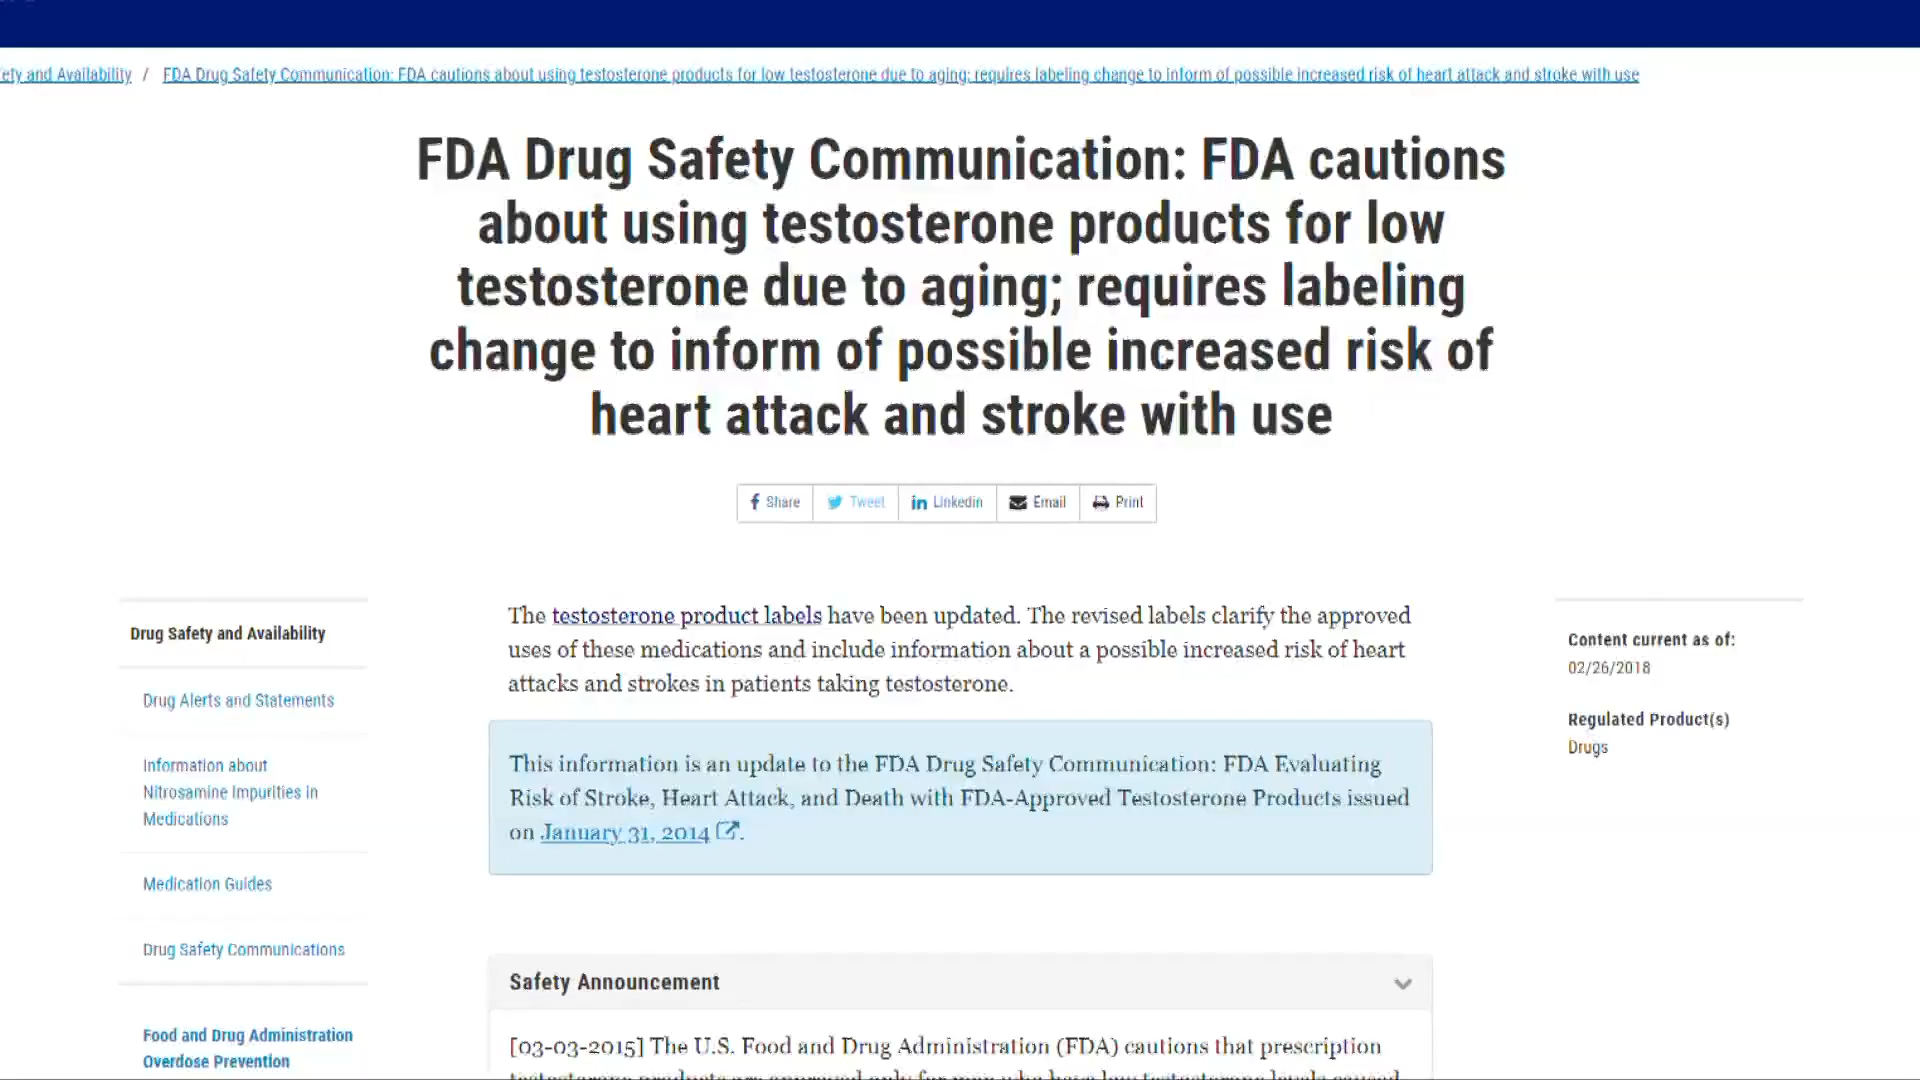 ety and Availability / FDA Drug Safety Communication: FDA cautions about using testosterone products for low testosterone due to aging; requires labeling change to inform of possible increased risk of heart attack and stroke with use
FDA Drug Safety Communication: FDA cautions
about using testosterone products for low
testosterone due to aging; requires labeling
change to inform of possible increased risk of
heart attack and stroke with use
Share Tweet Linkedin Email Print
Drug Safety and Availability
Drug Alerts and Statements
Information about
Nitrosamine Impurities in
Medications
Medication Guides
Drug Safety Communications
Food and Drug Administration
Overdose Prevention
The testosterone product labels have been updated. The revised labels clarify the approved
uses of these medications and include information about a possible increased risk of heart
attacks and strokes in patients taking testosterone.
This information is an update to the FDA Drug Safety Communication: FDA Evaluating
Risk of Stroke, Heart Attack, and Death with FDA-Approved Testosterone Products issued
on January 31, 2014.
Safety Announcement
[03-03-2015] The U.S. Food and Drug Administration (FDA) cautions that prescription
Content current as of:
02/26/2018
Regulated Product(s)
Drugs